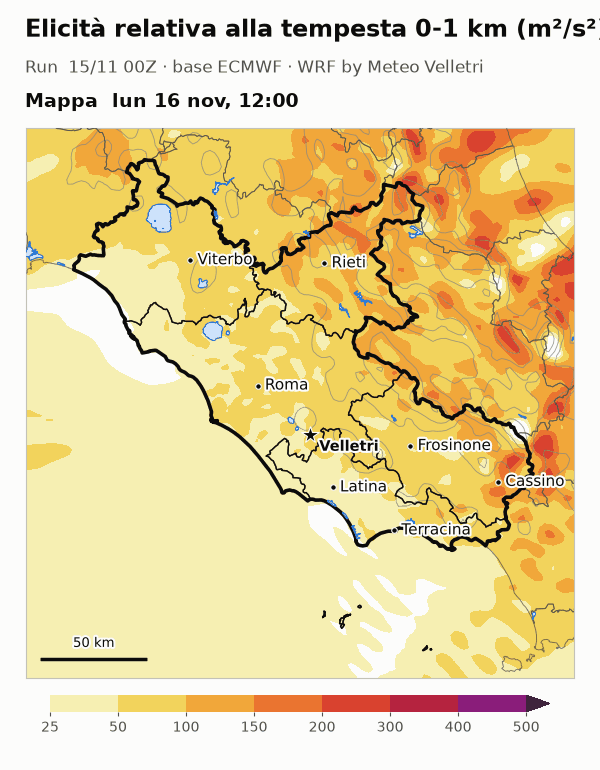 Elicità relativa alla tempesta 0-1 km (m²/s²)
Run  15/11 00Z · base ECMWF · WRF by Meteo Velletri
Mappa  lun 16 nov, 12:00
Viterbo
Rieti
Roma
Velletri
Frosinone
Cassino
Latina
Terracina
50 km
25 50 100 150 200 300 400 500